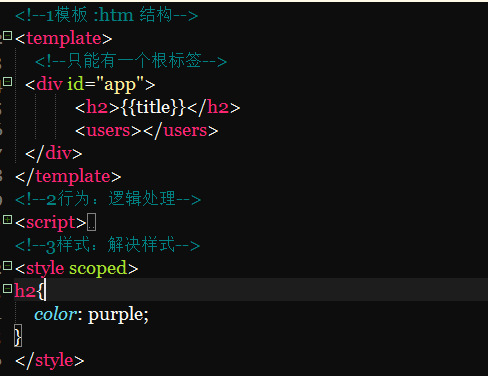 <!--1模板 :htm 结构-->
<template>
<!--只能有一个根标签-->
<div id="app">
<h2>{{title}}</h2>
<users></users>
</div>
</template>
<!--2行为：逻辑处理-->
<script>
<!--3样式：解决样式-->
<style scoped>
h2{
color: purple;
}
</style>